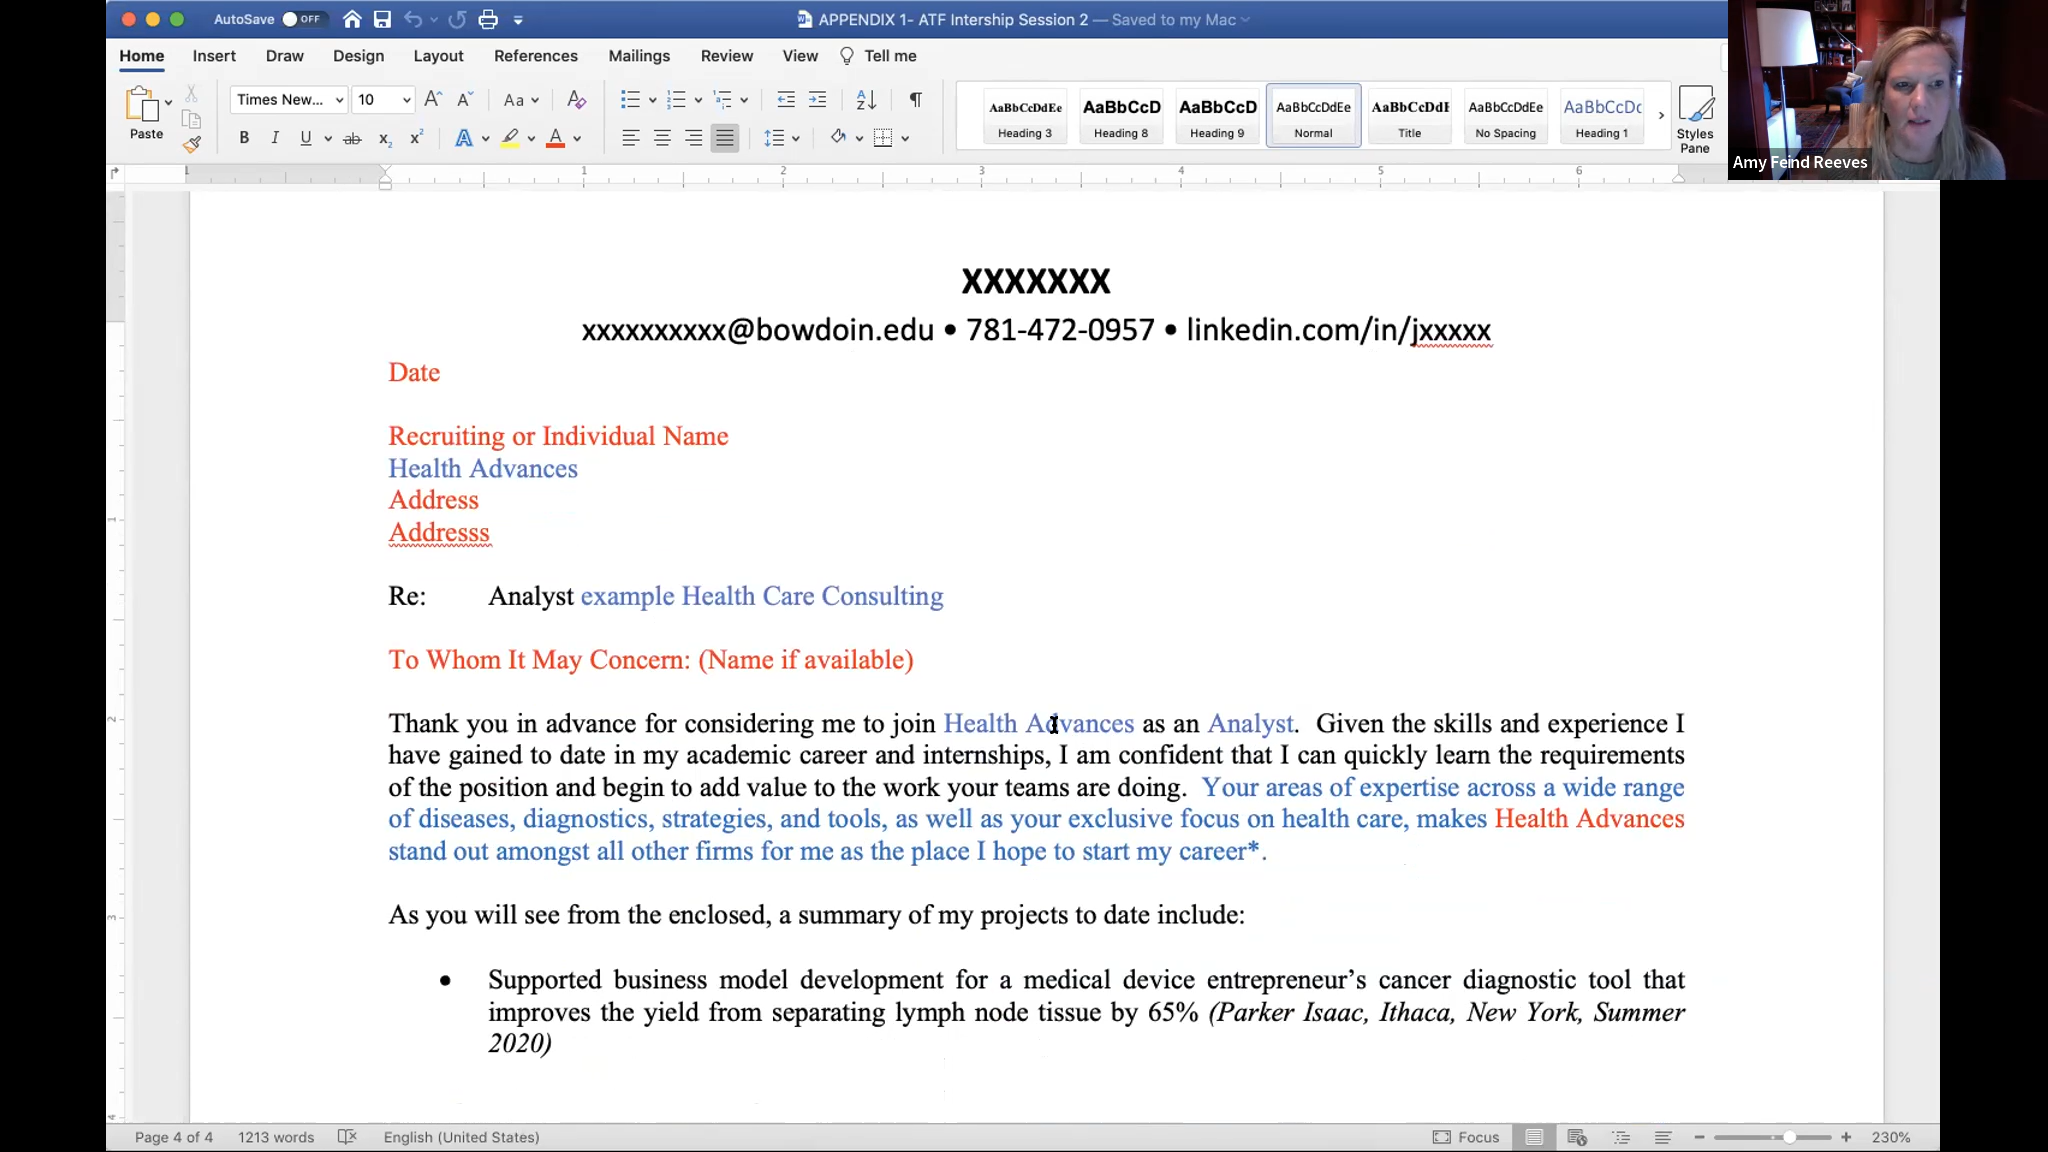 AutoSave OFF
APPENDIX 1- ATF Intership Session 2 — Saved to my Mac
Home Insert Draw Design Layout References Mailings Review View Tell me
Paste
Times New... 10 Aa
AaBbCcDdEe AaBbCcD AaBbCcD AaBbCcDdEe AaBbCcDdE AaBbCcDdEe AaBbCcDc
Heading 3 Heading 8 Heading 9 Normal Title No Spacing Heading 1
Styles
Pane
Amy Feind Reeves
1 1 2 3 4 5 6
XXXXXXX
xxxxxxxxxx@bowdoin.edu • 781-472-0957 • linkedin.com/in/jxxxxx
Date
Recruiting or Individual Name
Health Advances
Address
Addresss
Re: Analyst example Health Care Consulting
To Whom It May Concern: (Name if available)
Thank you in advance for considering me to join Health Advances as an Analyst. Given the skills and experience I
have gained to date in my academic career and internships, I am confident that I can quickly learn the requirements
of the position and begin to add value to the work your teams are doing. Your areas of expertise across a wide range
of diseases, diagnostics, strategies, and tools, as well as your exclusive focus on health care, makes Health Advances
stand out amongst all other firms for me as the place I hope to start my career*.
As you will see from the enclosed, a summary of my projects to date include:
• Supported business model development for a medical device entrepreneur’s cancer diagnostic tool that
improves the yield from separating lymph node tissue by 65% (Parker Isaac, Ithaca, New York, Summer
2020)
Page 4 of 4 1213 words English (United States) Focus 230%